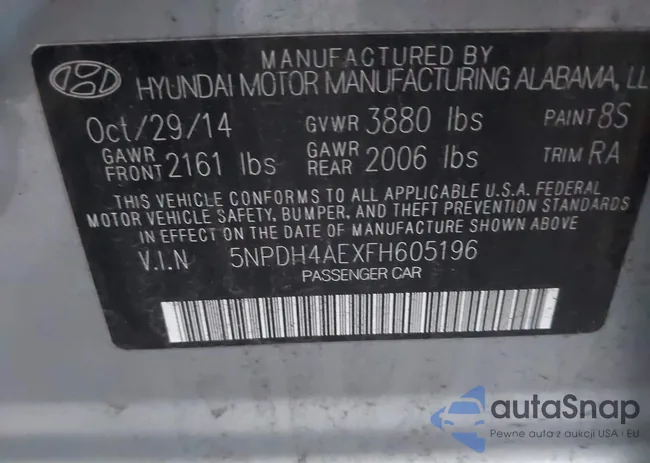 MANUFACTURED BY
HYUNDAI MOTOR MANUFACTURING ALABAMA, LL
Oct/29/14 GVWR 3880 lbs PAINT 8S
GAWR FRONT 2161 lbs GAWR REAR 2006 lbs TRIM RA
THIS VEHICLE CONFORMS TO ALL APPLICABLE U.S.A. FEDERAL
MOTOR VEHICLE SAFETY, BUMPER, AND THEFT PREVENTION STANDARDS
IN EFFECT ON THE DATE OF MANUFACTURE SHOWN ABOVE
V.I.N 5NPDH4AEXFH605196
PASSENGER CAR
autaSnap
Pewne auta z aukcji USA i EU